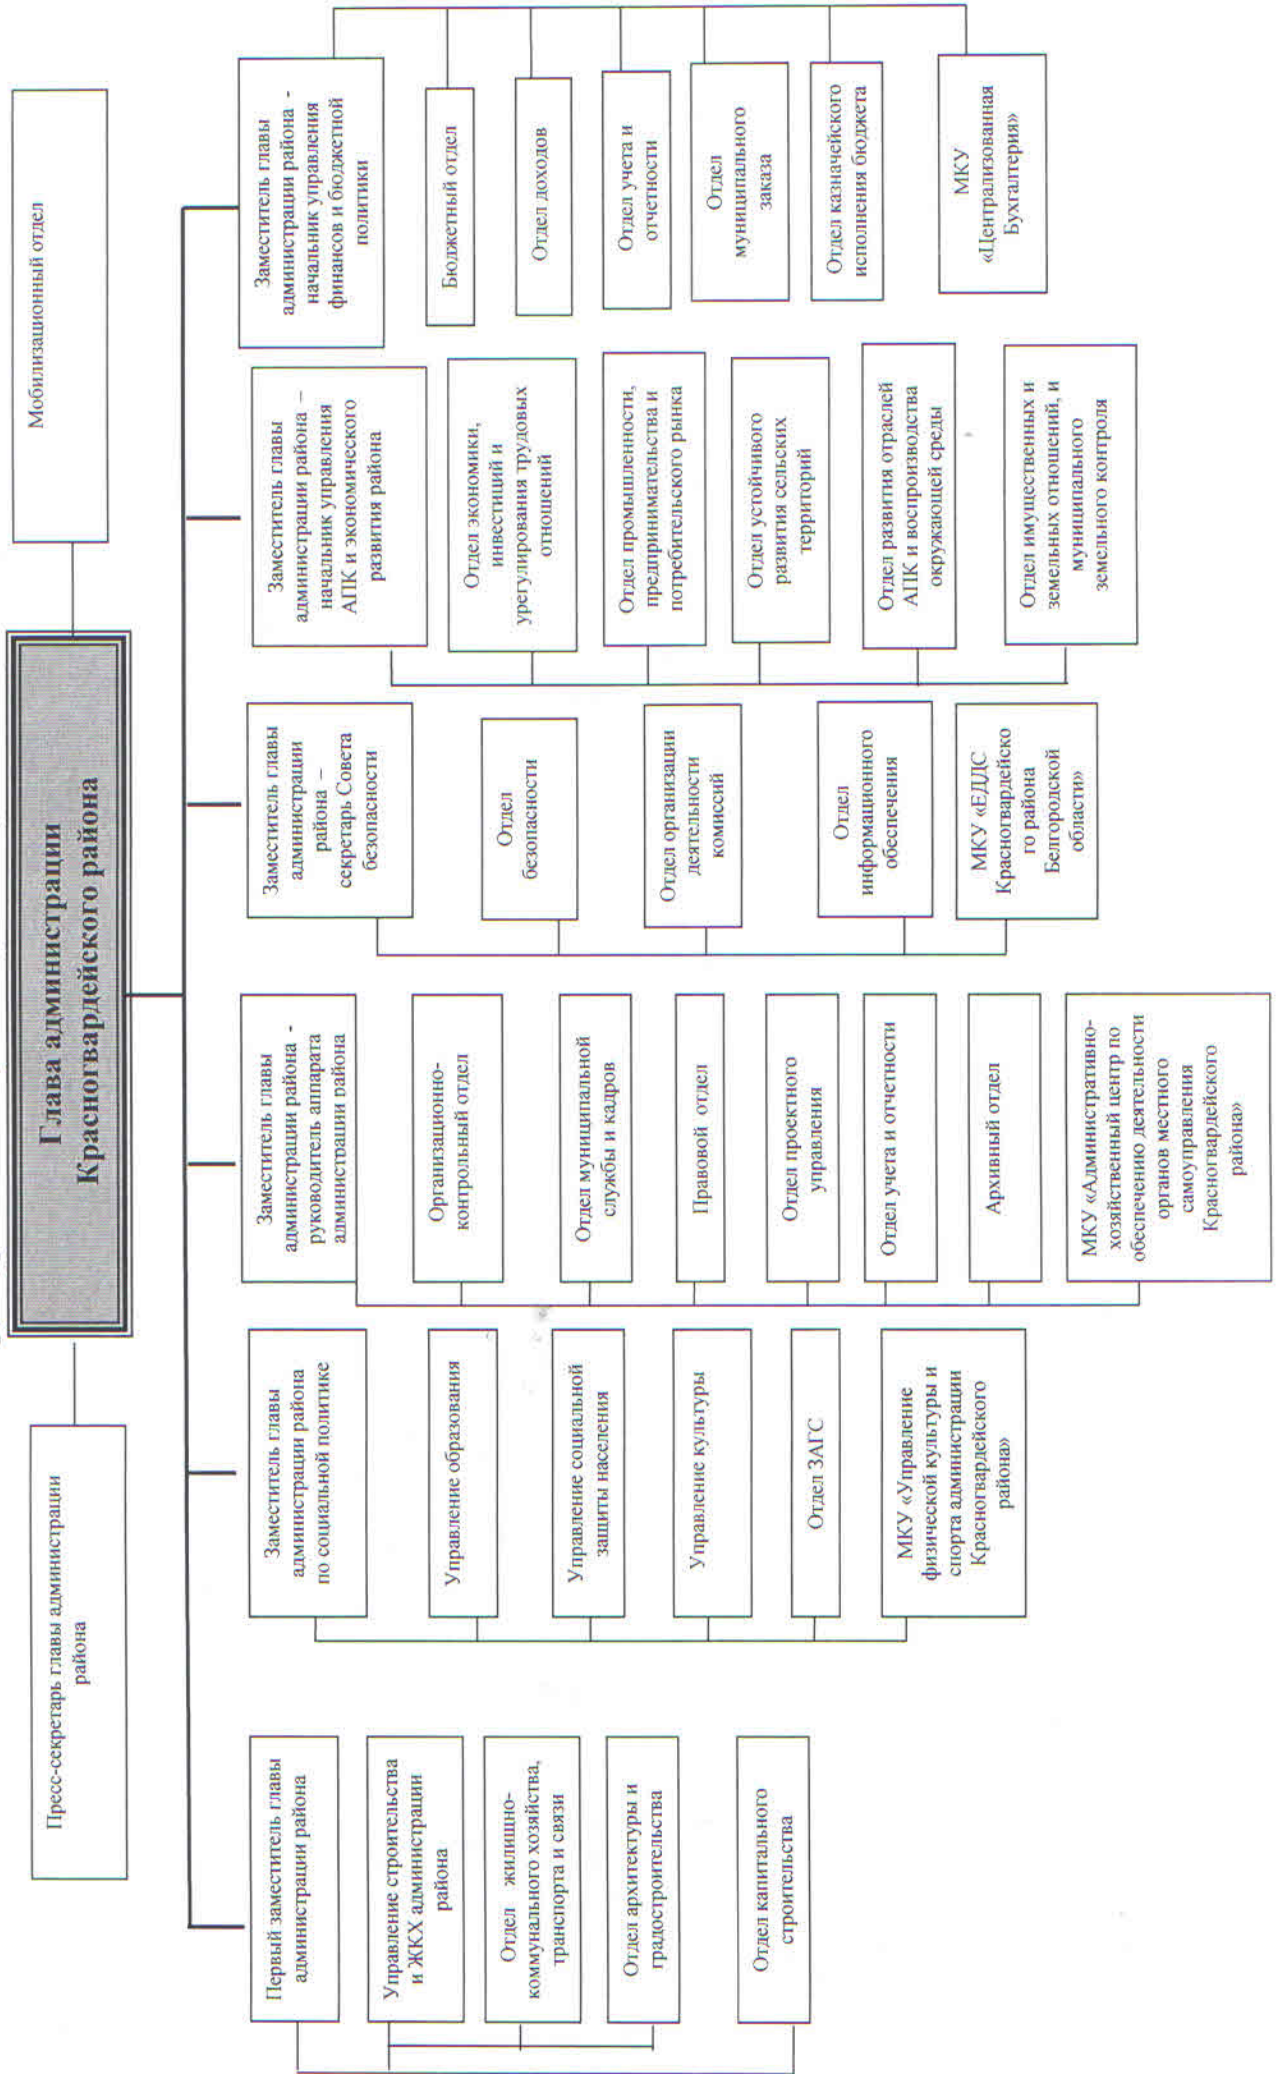 Глава администрации
Красногвардейского района
Пресс-секретарь главы администрации
района
Мобилизационный отдел
Первый заместитель главы
администрации района
Управление строительства
и ЖКХ администрации
района
Отдел жилищно-
коммунального хозяйства,
транспорта и связи
Отдел архитектуры и
градостроительства
Отдел капитального
строительства
Заместитель главы
администрации района
по социальной политике
Управление образования
Управление социальной
защиты населения
Управление культуры
Отдел ЗАГС
МКУ «Управление
физической культуры и
спорта администрации
Красногвардейского
района»
Заместитель главы
администрации района -
руководитель аппарата
администрации района
Организационно-
контрольный отдел
Отдел муниципальной
службы и кадров
Правовой отдел
Отдел проектного
управления
Отдел учета и отчетности
Архивный отдел
МКУ «Административно-
хозяйственный центр по
обеспечению деятельности
органов местного
самоуправления
Красногвардейского
района»
Заместитель главы
администрации
района –
секретарь Совета
безопасности
Отдел
безопасности
Отдел организации
деятельности
комиссий
Отдел
информационного
обеспечения
МКУ «ЕДДС
Красногвардейско
го района
Белгородской
области»
Заместитель главы
администрации района –
начальник управления
АПК и экономического
развития района
Отдел экономики,
инвестиций и
урегулирования трудовых
отношений
Отдел промышленности,
предпринимательства и
потребительского рынка
Отдел устойчивого
развития сельских
территорий
Отдел развития отраслей
АПК и воспроизводства
окружающей среды
Отдел имущественных и
земельных отношений, и
муниципального
земельного контроля
Заместитель главы
администрации района -
начальник управления
финансов и бюджетной
политики
Бюджетный отдел
Отдел доходов
Отдел учета и
отчетности
Отдел
муниципального
заказа
Отдел казначейского
исполнения бюджета
МКУ
«Централизованная
Бухгалтерия»